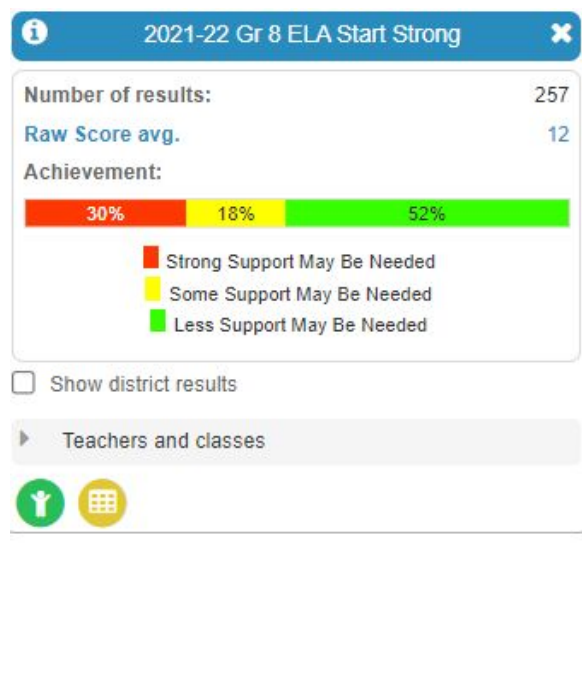 2021-22 Gr 8 ELA Start Strong
Number of results: 257
Raw Score avg. 12
Achievement:
30% 18% 52%
Strong Support May Be Needed
Some Support May Be Needed
Less Support May Be Needed
Show district results
Teachers and classes